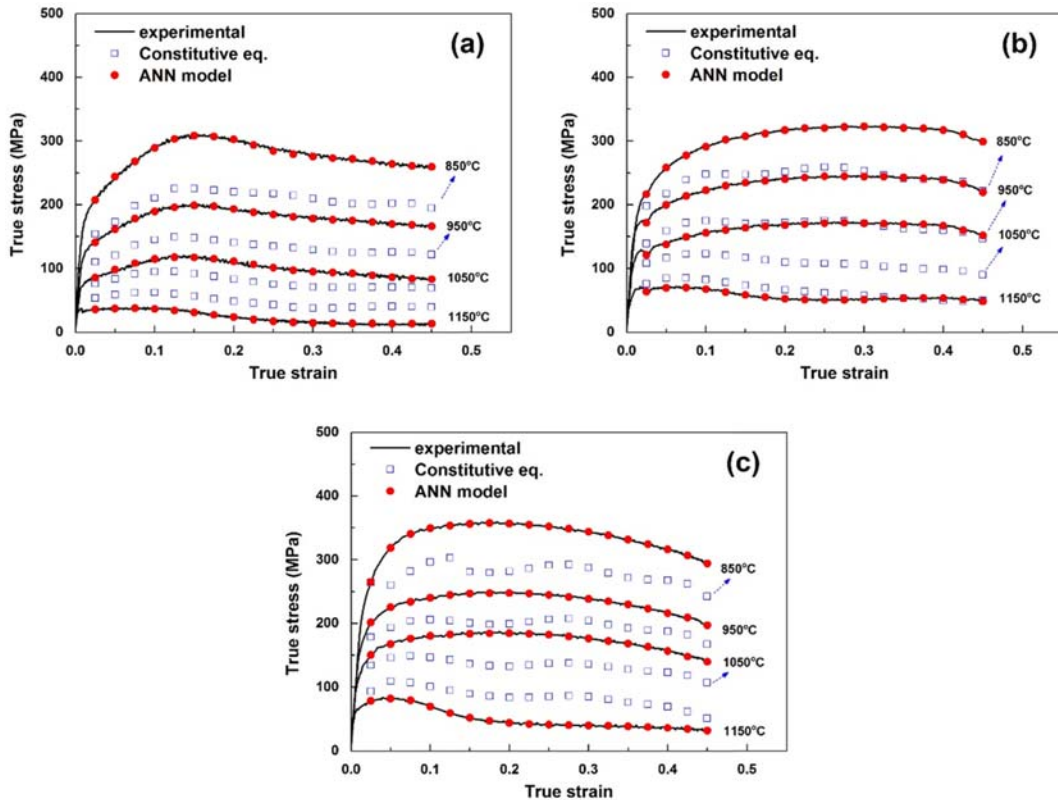 500
400
300
200
100
0
True stress (MPa)
experimental
Constitutive eq.
ANN model
(a)
850°C
950°C
1050°C
1150°C
0.0 0.1 0.2 0.3 0.4 0.5
True strain
500
400
300
200
100
0
True stress (MPa)
experimental
Constitutive eq.
ANN model
(b)
850°C
950°C
1050°C
1150°C
0.0 0.1 0.2 0.3 0.4 0.5
True strain
500
400
300
200
100
0
True stress (MPa)
experimental
Constitutive eq.
ANN model
(c)
850°C
950°C
1050°C
1150°C
0.0 0.1 0.2 0.3 0.4 0.5
True strain